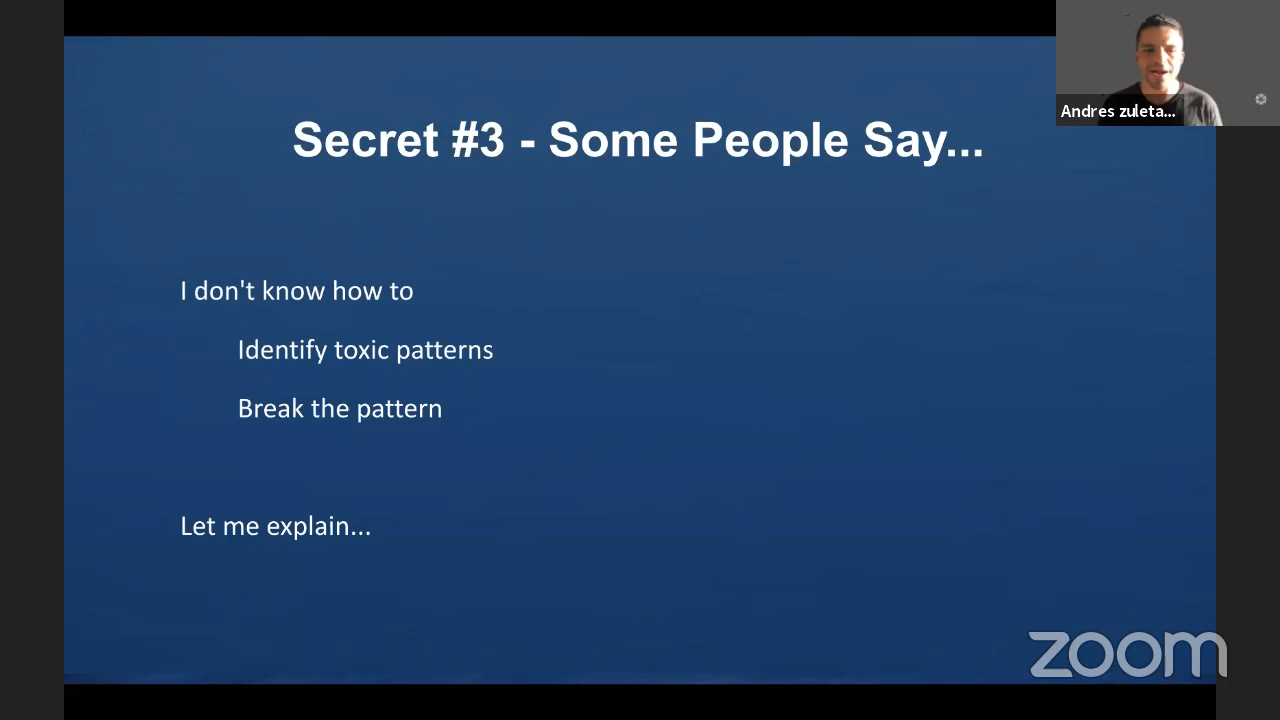 Secret #3 - Some People Say...
Andres zuleta...
I don't know how to
Identify toxic patterns
Break the pattern
Let me explain...
zoom